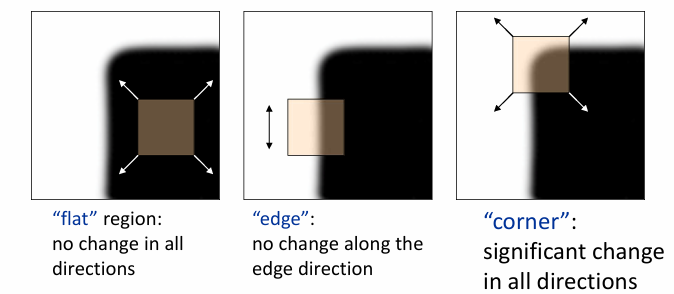 “flat” region:
no change in all
directions
“edge”:
no change along the
edge direction
“corner”:
significant change
in all directions